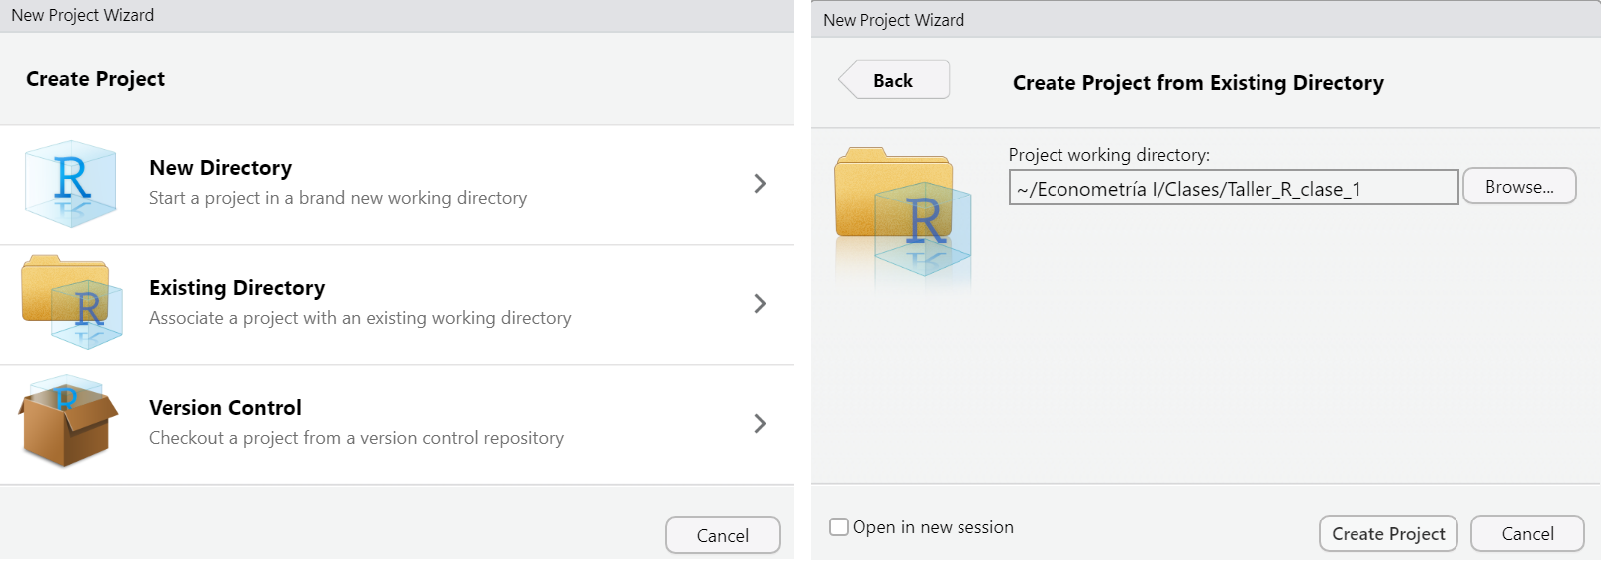 New Project Wizard
Create Project
R
New Directory
Start a project in a brand new working directory
R
Existing Directory
Associate a project with an existing working directory
R
Version Control
Checkout a project from a version control repository
Cancel
New Project Wizard
Back
Create Project from Existing Directory
R
Project working directory:
~/Econometría I/Clases/Taller_R_clase_1
Browse...
Open in new session
Create Project
Cancel